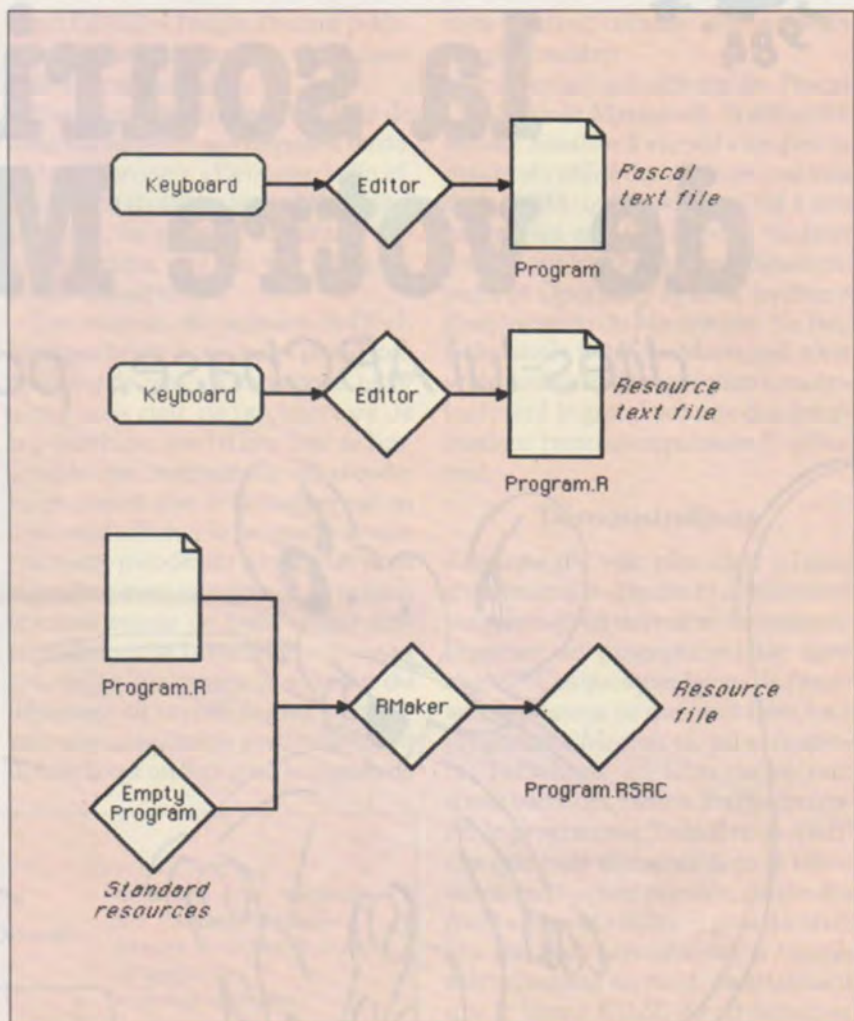 Keyboard
Editor
Pascal
text file
Program
Keyboard
Editor
Resource
text file
Program.R
Program.R
RMaker
Resource
file
Program.RSRC
Empty
Program
Standard
resources